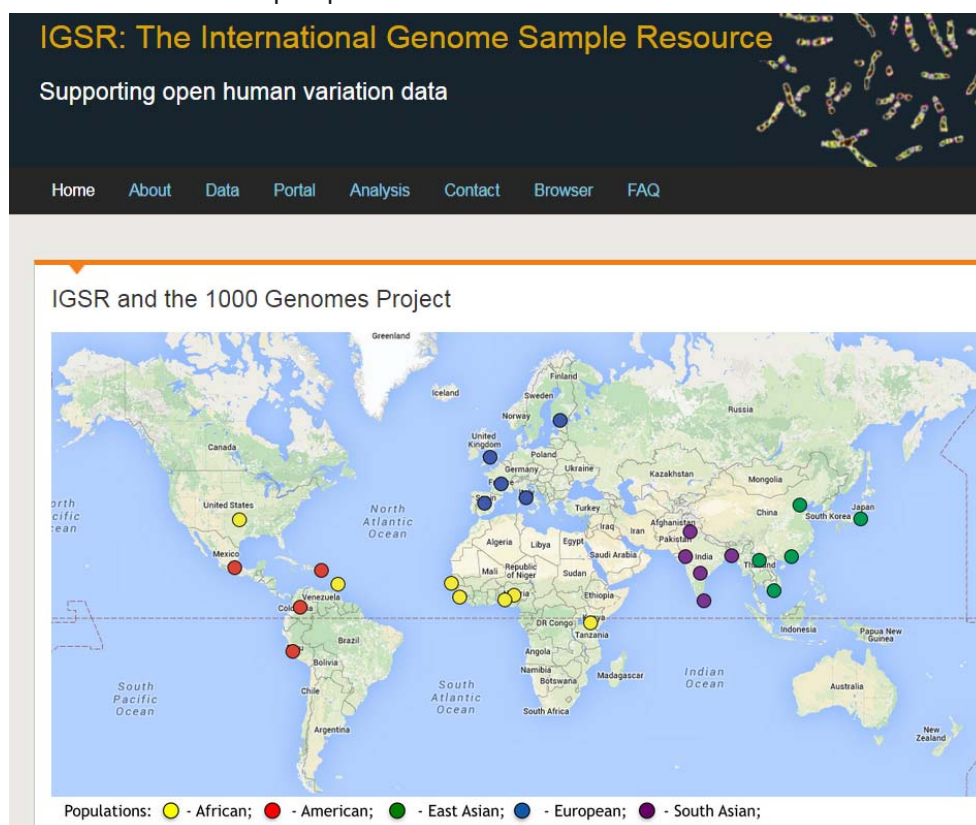 IGSR: The International Genome Sample Resource
Supporting open human variation data
Home About Data Portal Analysis Contact Browser FAQ
IGSR and the 1000 Genomes Project
Greenland
Iceland
Finland
Sweden
Norway
Russia
United Kingdom
Canada
Poland
Germany
Ukraine
Kazakhstan
Mongolia
North
Atlantic
Ocean
United States
Spain
Turkey
China
South Korea
Japan
Iraq
Iran
Afghanistan
Pakistan
Algeria
Libya
Egypt
Saudi Arabia
India
Mexico
Mali
Republic of Niger
Sudan
Venezuela
Ethiopia
DR Congo
Tanzania
Indonesia
Papua New Guinea
Brazil
Bolivia
Angola
Namibia
Botswana
Madagascar
Indian
Ocean
Australia
South
Pacific
Ocean
Chile
South
Atlantic
Ocean
South Africa
Argentina
New Zealand
Populations: - African; - American; - East Asian; - European; - South Asian;